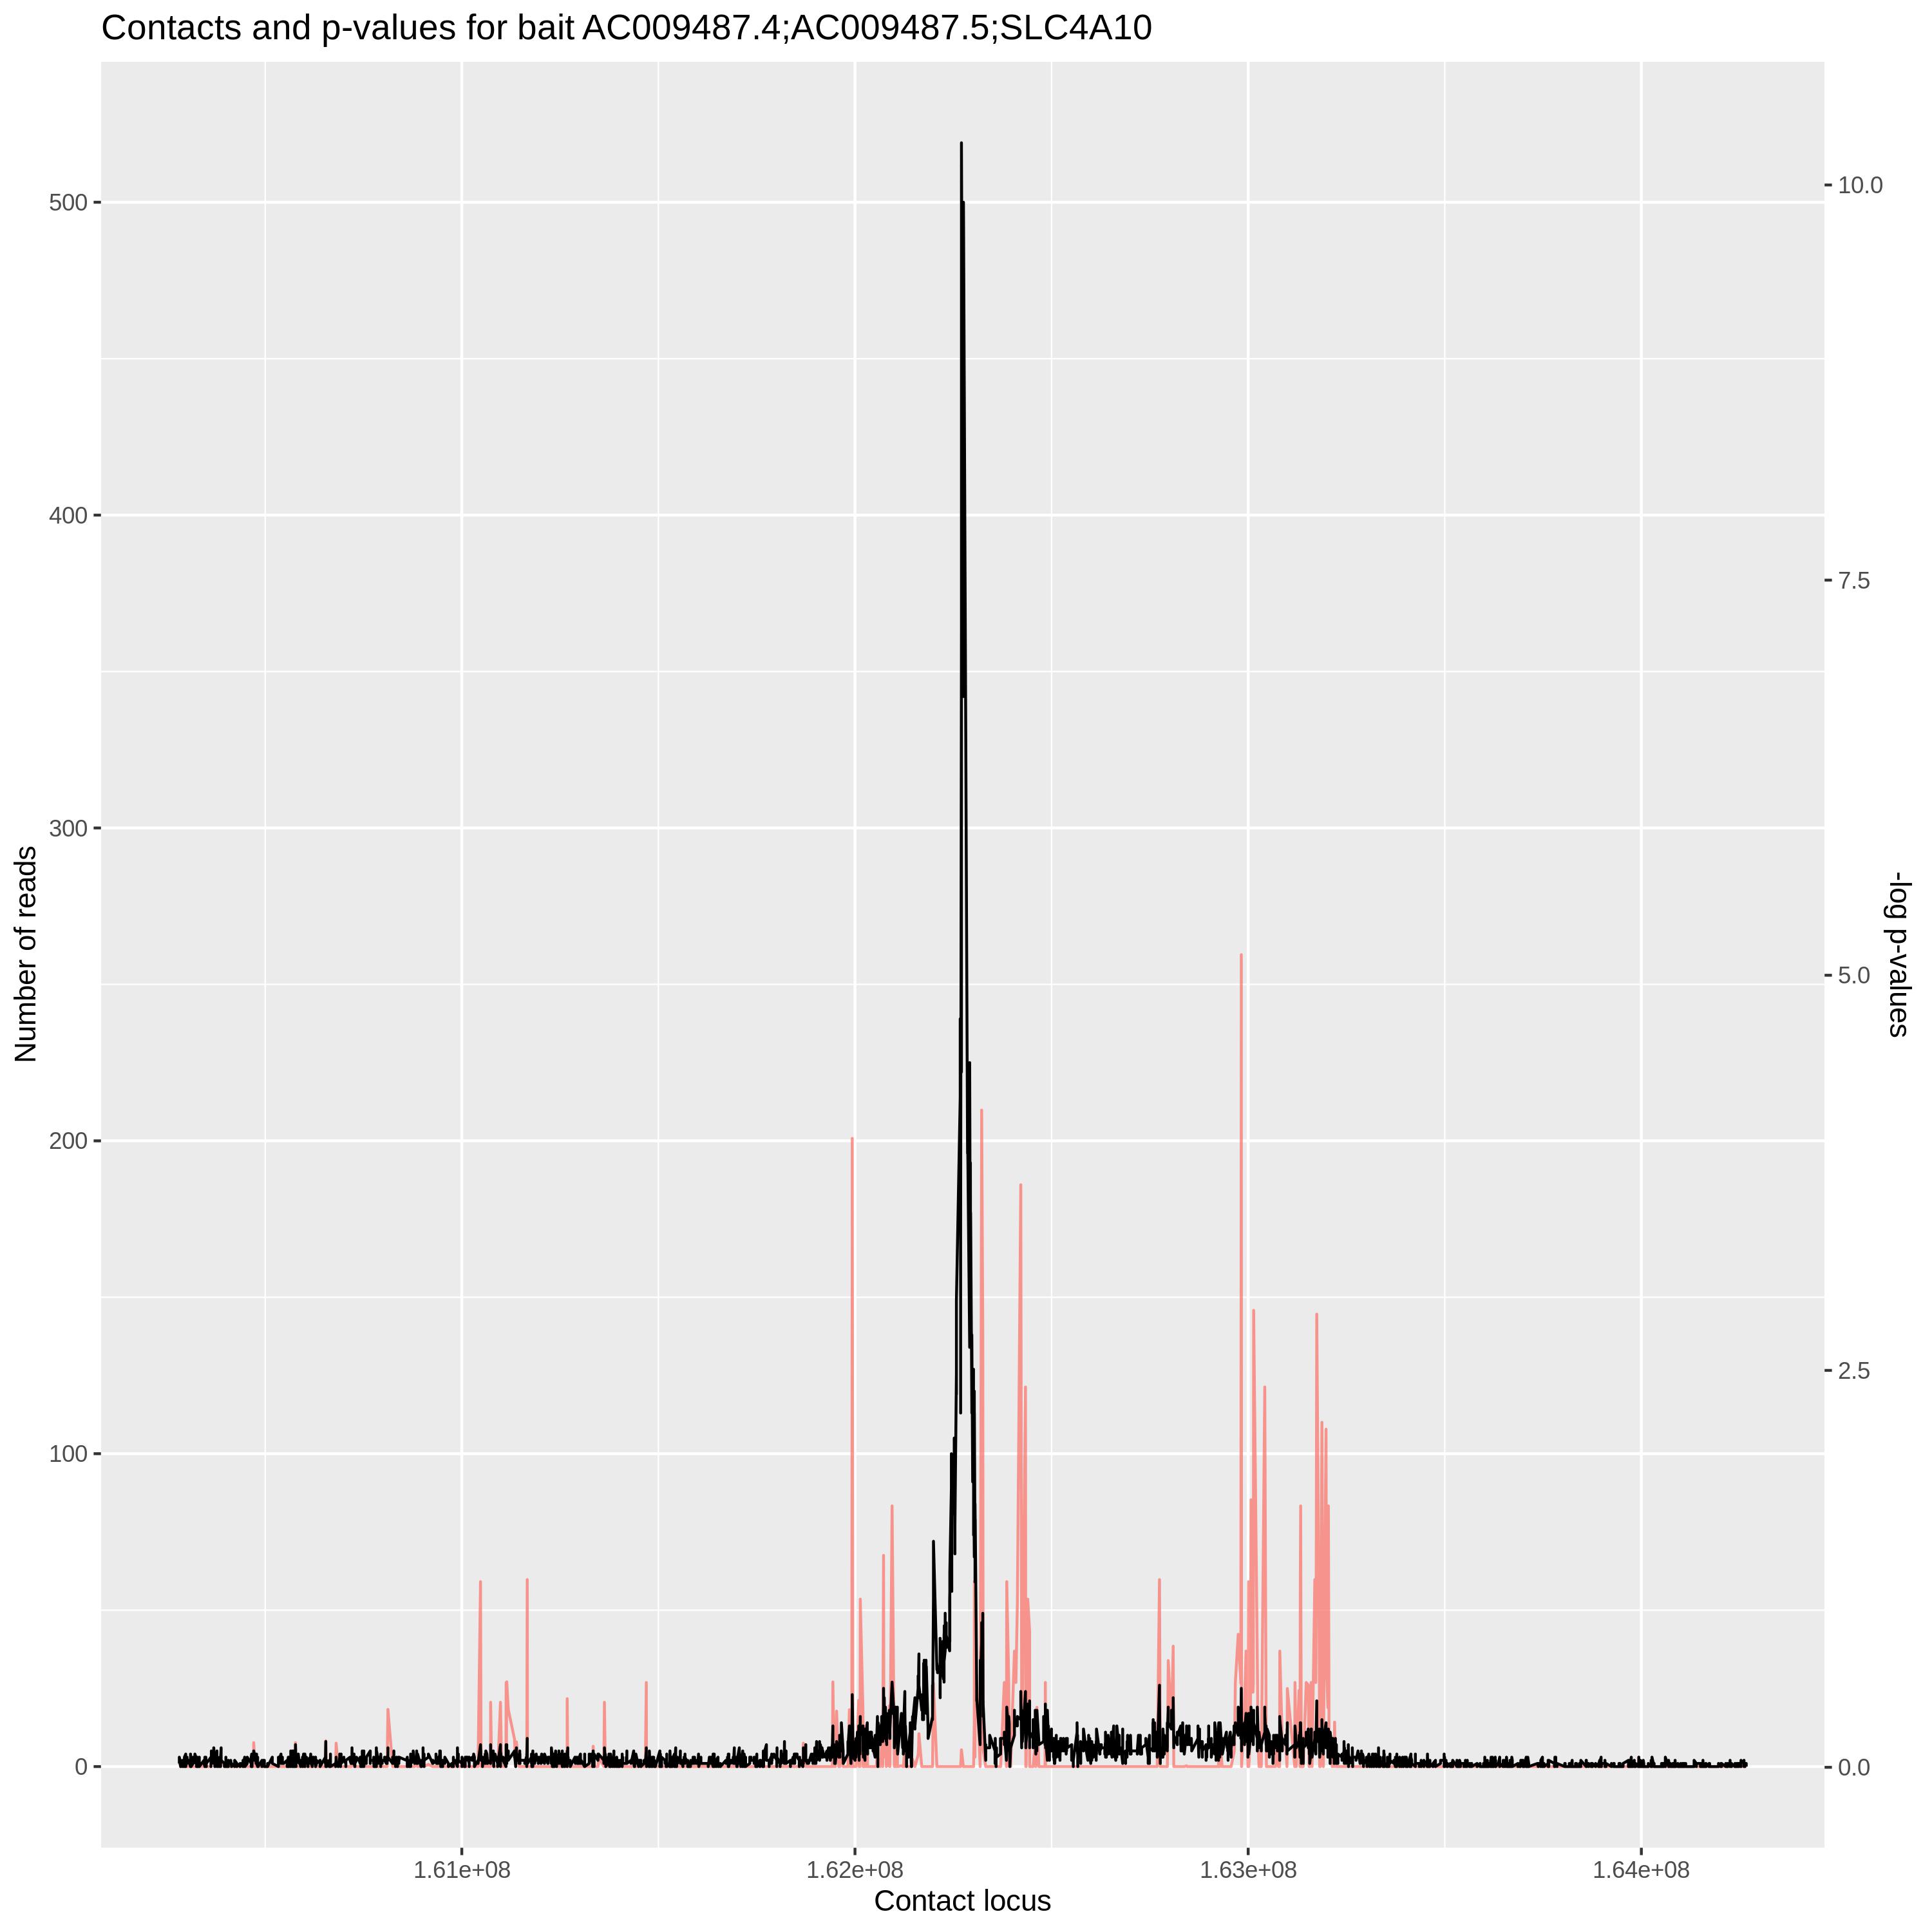 Contacts and p-values for bait AC009487.4;AC009487.5;SLC4A10
Number of reads
500
400
300
200
100
0
10.0
7.5
5.0
2.5
0.0
-log p-values
1.61e+08
1.62e+08
1.63e+08
1.64e+08
Contact locus